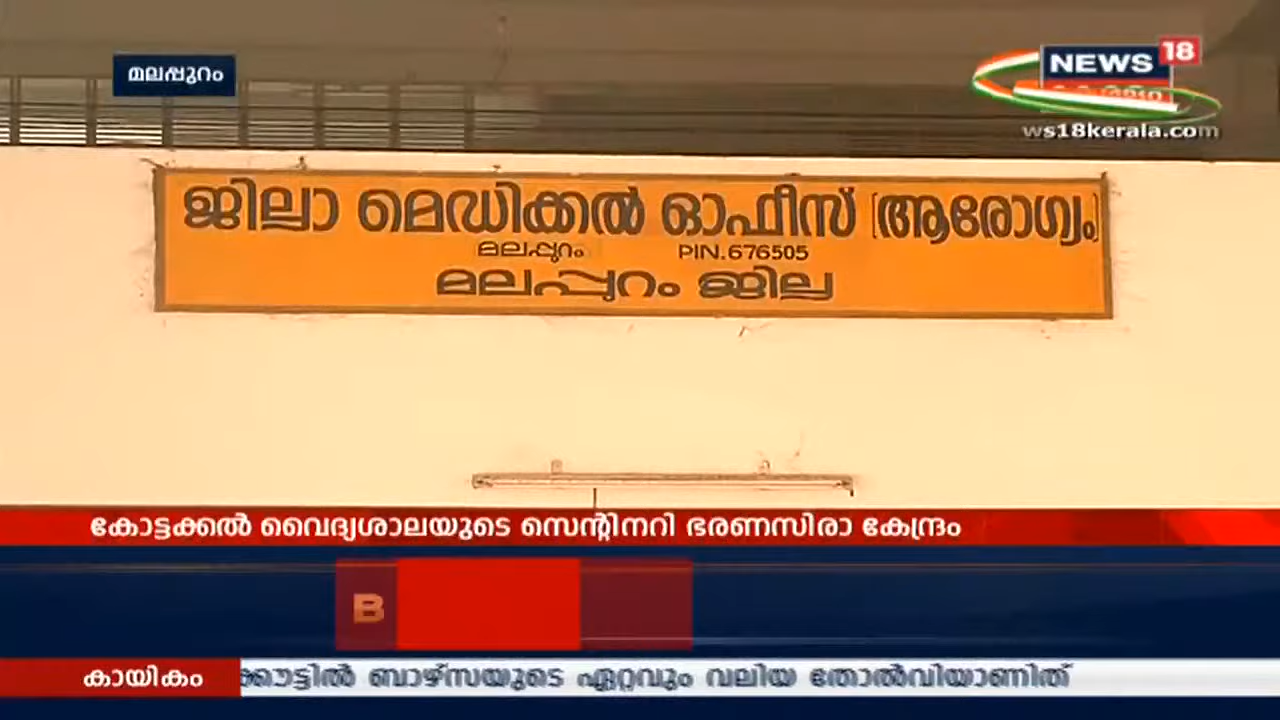 മലപ്പുറം
NEWS 18
ws18kerala.com
ജില്ലാ മെഡിക്കൽ ഓഫീസ് (ആരോഗ്യം)
മലപ്പുറം PIN.676505
മലപ്പുറം ജില്ല
കോട്ടക്കൽ വൈദ്യശാലയുടെ സെന്റിനറി ഭരണസിരാ കേന്ദ്രം
B
കായികം
ക്കൗട്ടിൽ ബാഴ്സയുടെ ഏറ്റവും വലിയ തോൽവിയാണിത്